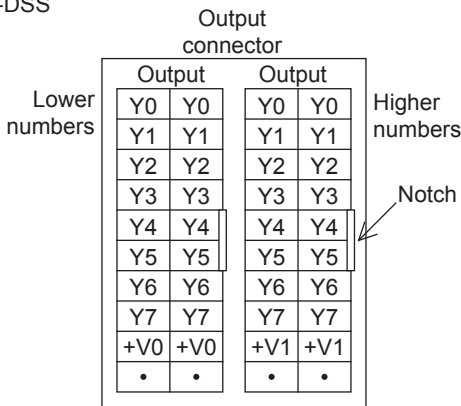 -DSS
Output
connector
Output Output
Lower
numbers
Higher
numbers
Notch
Y0 Y0 Y0 Y0
Y1 Y1 Y1 Y1
Y2 Y2 Y2 Y2
Y3 Y3 Y3 Y3
Y4 Y4 Y4 Y4
Y5 Y5 Y5 Y5
Y6 Y6 Y6 Y6
Y7 Y7 Y7 Y7
+V0 +V0 +V1 +V1
• • • •